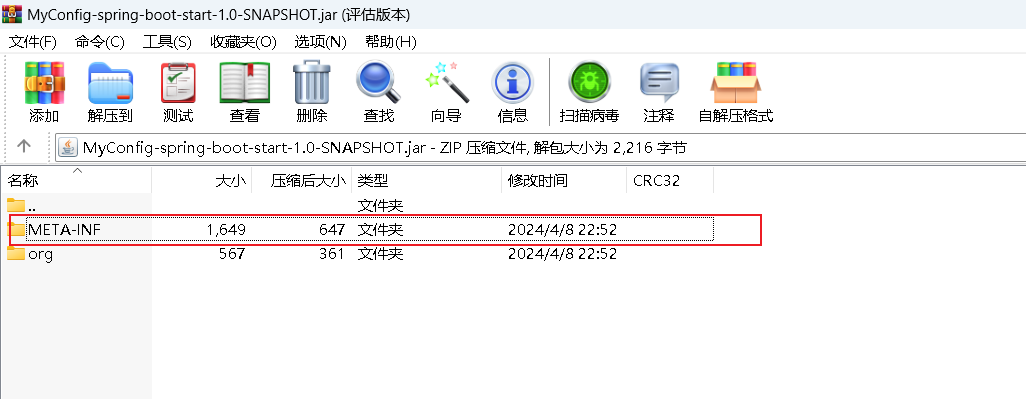 MyConfig-spring-boot-start-1.0-SNAPSHOT.jar (评估版本)
文件(F) 命令(C) 工具(S) 收藏夹(O) 选项(N) 帮助(H)
添加 解压到 测试 查看 删除 查找 向导 信息 扫描病毒 注释 自解压格式
MyConfig-spring-boot-start-1.0-SNAPSHOT.jar - ZIP 压缩文件, 解包大小为 2,216 字节
名称 大小 压缩后大小 类型 修改时间 CRC32
.. 文件夹
META-INF 1,649 647 文件夹 2024/4/8 22:52
org 567 361 文件夹 2024/4/8 22:52